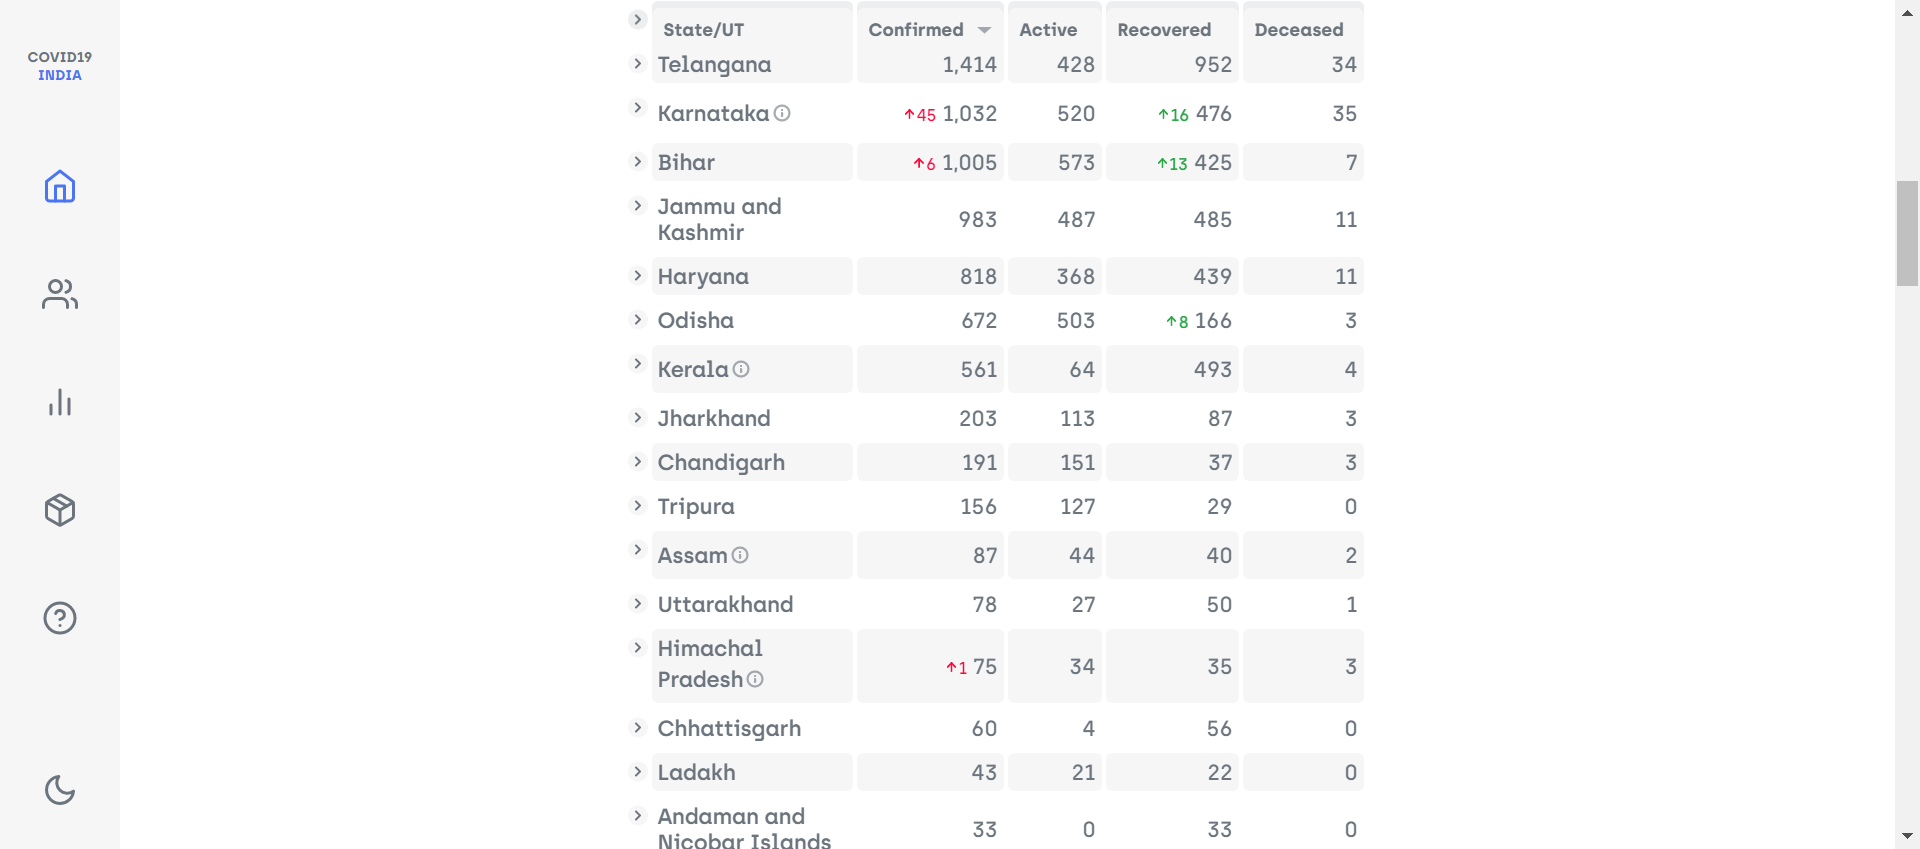 COVID19
INDIA
State/UT Confirmed Active Recovered Deceased
Telangana 1,414 428 952 34
Karnataka ↑45 1,032 520 ↑16 476 35
Bihar ↑6 1,005 573 ↑13 425 7
Jammu and
Kashmir 983 487 485 11
Haryana 818 368 439 11
Odisha 672 503 ↑8 166 3
Kerala 561 64 493 4
Jharkhand 203 113 87 3
Chandigarh 191 151 37 3
Tripura 156 127 29 0
Assam 87 44 40 2
Uttarakhand 78 27 50 1
Himachal
Pradesh ↑1 75 34 35 3
Chhattisgarh 60 4 56 0
Ladakh 43 21 22 0
Andaman and
Nicobar Islands 33 0 33 0